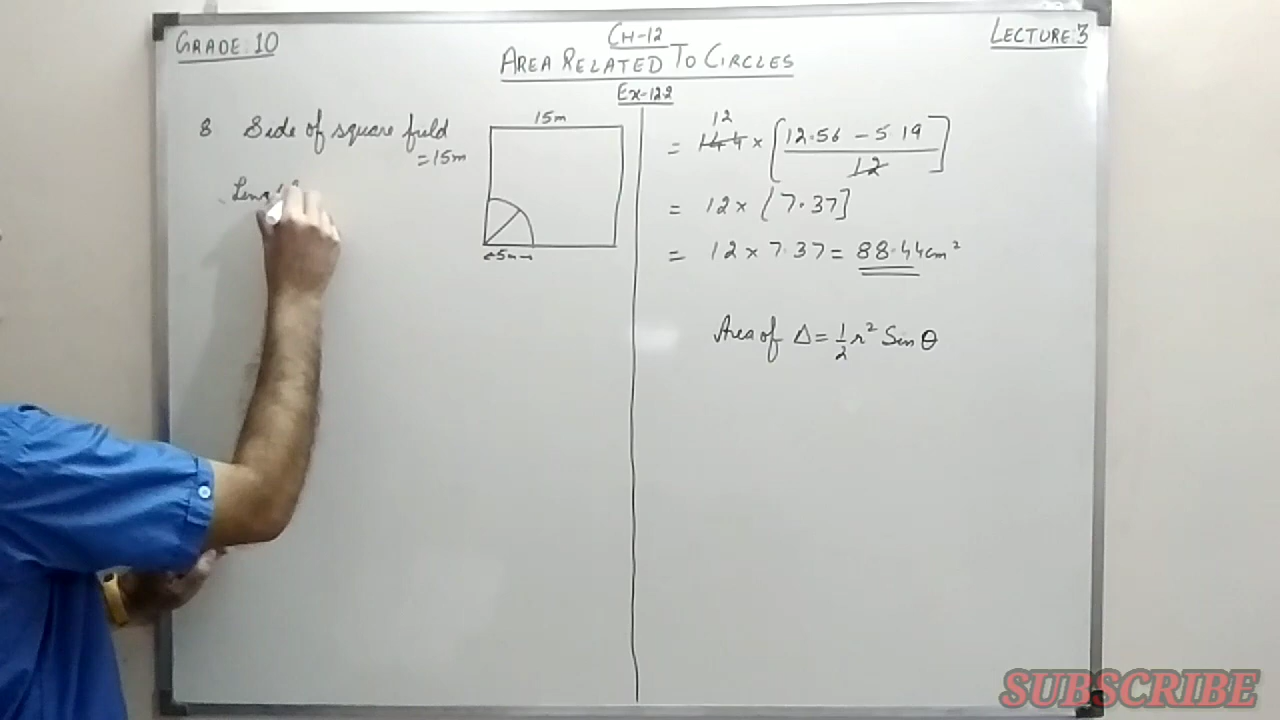 GRADE: 10
CH-12
LECTURE: 3
AREA RELATED TO CIRCLES
Ex-12.2
8 Side of square field
= 15m
15m
5m
12
= 144 × [12.56 - 5.19 / 12]
= 12 × [7.37]
= 12 × 7.37 = 88.44cm²
Area of Δ = 1/2 r² Sin θ
SUBSCRIBE